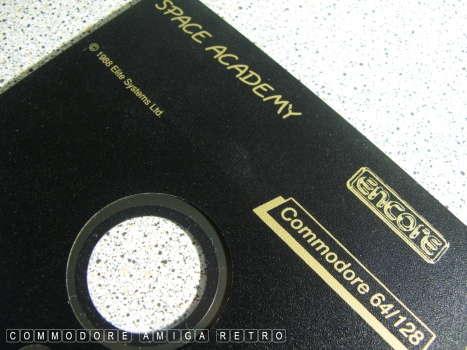 SPACE ACADEMY
© 1988 Elite Systems Ltd.
encore
Commodore 64/128
COMMODORE AMIGA RETRO